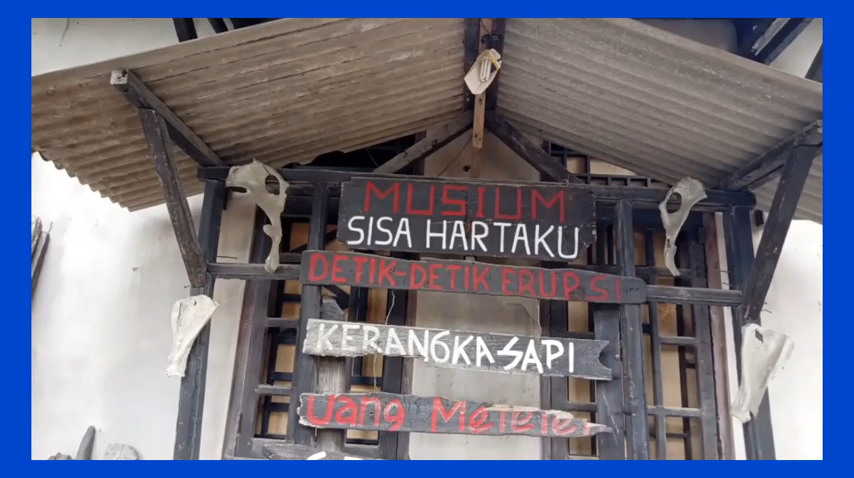 MUSIUM
SISA HARTAKU
DETIK-DETIK ERUPSI
KERANGKA SAPI
Uang Meleleh